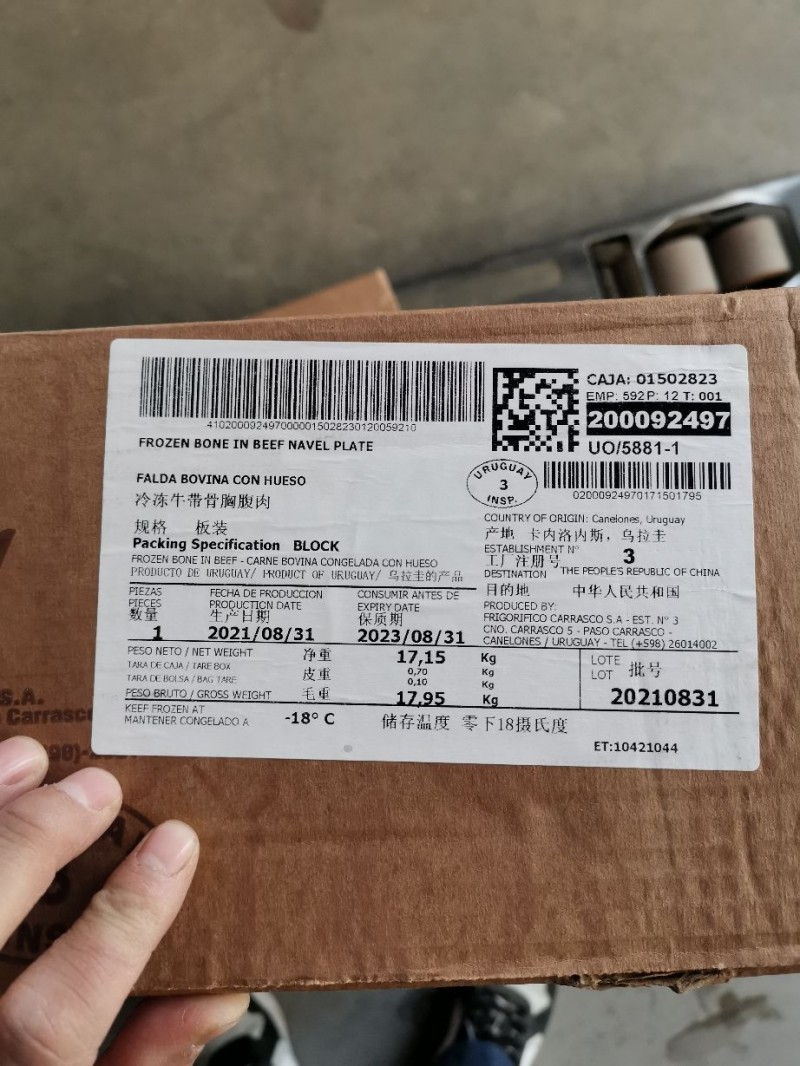 410200092497000001502823012005 9210
FROZEN BONE IN BEEF NAVEL PLATE
CAJA: 01502823
EMP: 592 P: 12 T: 001
200092497
UO/5881-1
FALDA BOVINA CON HUESO
冷冻牛带骨胸腹肉
URUGUAY
3
INSP.
02000924970171501795
规格 板装
Packing Specification BLOCK
FROZEN BONE IN BEEF - CARNE BOVINA CONGELADA CON HUESO
PRODUCTO DE URUGUAY/ PRODUCT OF URUGUAY/ 乌拉圭的产品
COUNTRY OF ORIGIN: Canelones, Uruguay
产地 卡内洛内斯，乌拉圭
ESTABLISHMENT N°
工厂注册号 3
DESTINATION THE PEOPLE'S REPUBLIC OF CHINA
目的地 中华人民共和国
PRODUCED BY:
FRIGORIFICO CARRASCO S.A - EST. N° 3
CNO. CARRASCO 5 - PASO CARRASCO -
CANELONES / URUGUAY - TEL (+598) 26014002
PIEZAS
PIECES
数量
1
FECHA DE PRODUCCION
PRODUCTION DATE
生产日期
2021/08/31
CONSUMIR ANTES DE
EXPIRY DATE
保质期
2023/08/31
PESO NETO / NET WEIGHT 净重 17,15 Kg
TARA DE CAJA / TARE BOX 皮重 0,70 Kg
TARA DE BOLSA / BAG TARE 0,10 Kg
PESO BRUTO / GROSS WEIGHT 毛重 17,95 Kg
LOTE
LOT 批号
20210831
KEEP FROZEN AT
MANTENER CONGELADO A -18° C 储存温度 零下18摄氏度
ET:10421044
S.A.
Carrasco